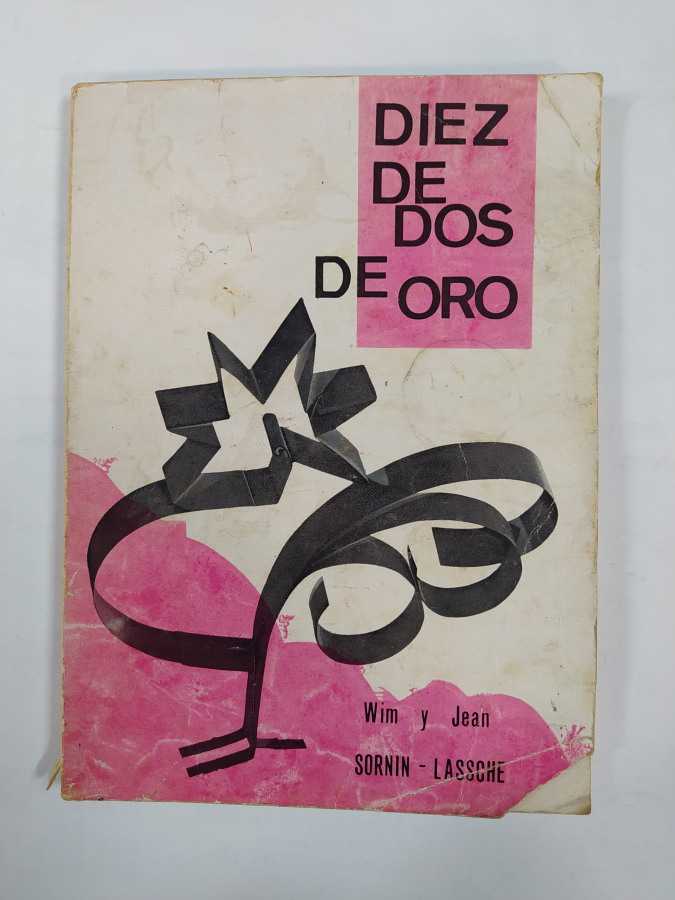 DIEZ
DE
DOS
DE ORO
Wim y Jean
SORNIN - LASSCHE